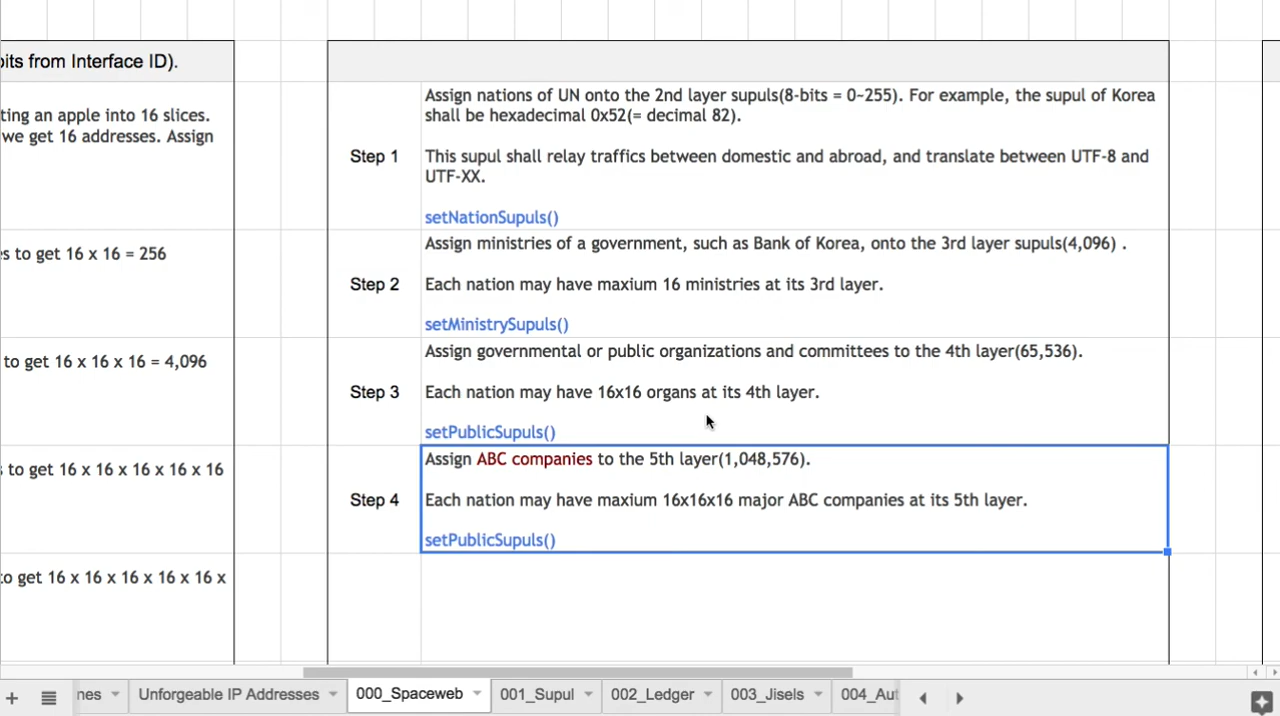 bits from Interface ID).
ting an apple into 16 slices.
we get 16 addresses. Assign
es to get 16 x 16 = 256
to get 16 x 16 x 16 = 4,096
s to get 16 x 16 x 16 x 16
to get 16 x 16 x 16 x 16 x
Step 1
Assign nations of UN onto the 2nd layer supuls(8-bits = 0~255). For example, the supul of Korea
shall be hexadecimal 0x52(= decimal 82).
This supul shall relay traffics between domestic and abroad, and translate between UTF-8 and
UTF-XX.
setNationSupuls()
Step 2
Assign ministries of a government, such as Bank of Korea, onto the 3rd layer supuls(4,096) .
Each nation may have maxium 16 ministries at its 3rd layer.
setMinistrySupuls()
Step 3
Assign governmental or public organizations and committees to the 4th layer(65,536).
Each nation may have 16x16 organs at its 4th layer.
setPublicSupuls()
Step 4
Assign ABC companies to the 5th layer(1,048,576).
Each nation may have maxium 16x16x16 major ABC companies at its 5th layer.
setPublicSupuls()
nes
Unforgeable IP Addresses
000_Spaceweb
001_Supul
002_Ledger
003_Jisels
004_Aut